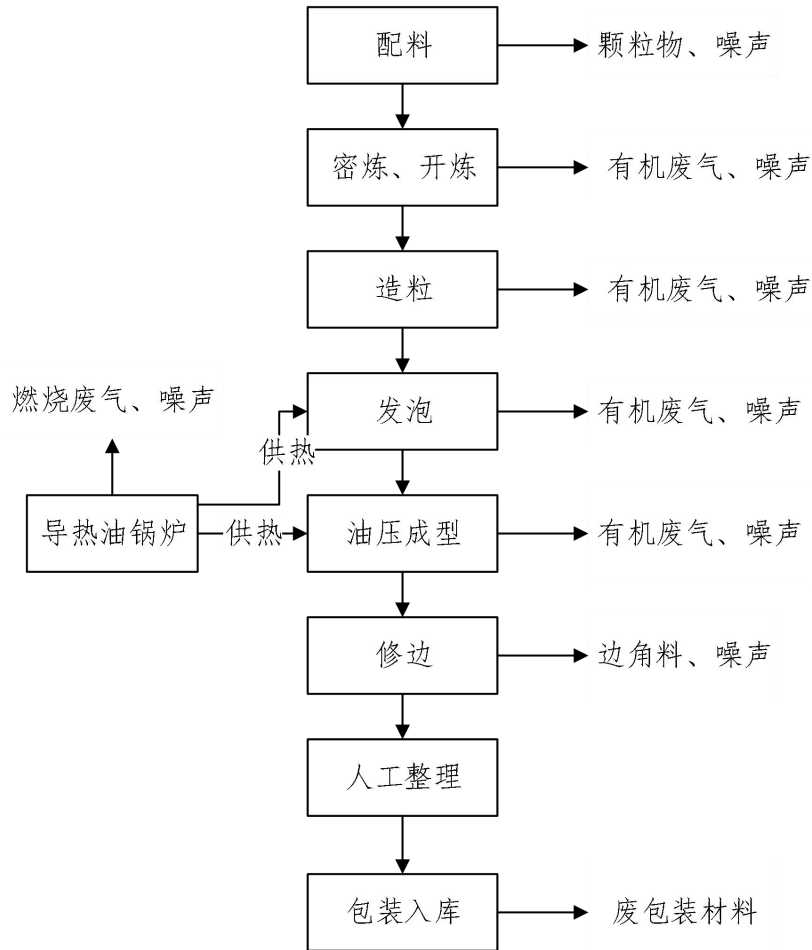 配料
颗粒物、噪声
密炼、开炼
有机废气、噪声
造粒
有机废气、噪声
燃烧废气、噪声
发泡
有机废气、噪声
供热
导热油锅炉
供热
油压成型
有机废气、噪声
修边
边角料、噪声
人工整理
包装入库
废包装材料